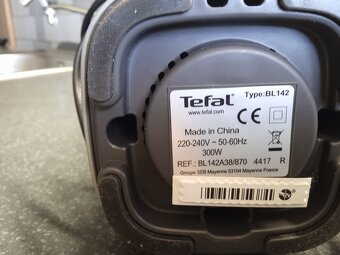 Type:BL142
Tefal
www.tefal.com
CE
Made in China
220-240V ~ 50-60Hz
300W
REF.: BL142A38/870 4417 R
Groupe SEB Mayenne 53104 Mayenne France